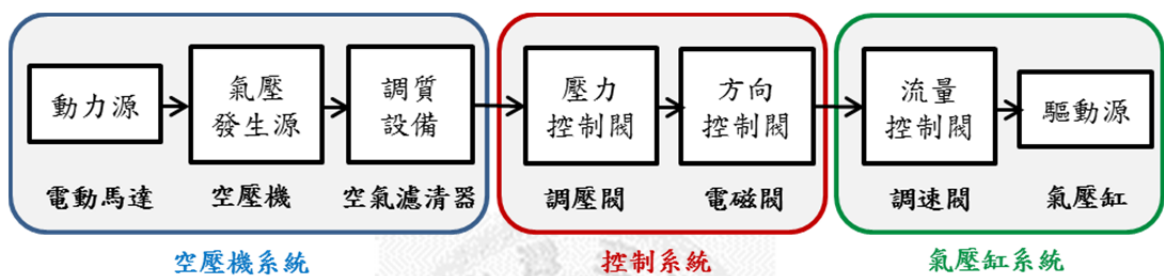 動力源
氣壓
發生源
調質
設備
壓力
控制閥
方向
控制閥
流量
控制閥
驅動源
電動馬達
空壓機
空氣濾清器
調壓閥
電磁閥
調速閥
氣壓缸
空壓機系統
控制系統
氣壓缸系統